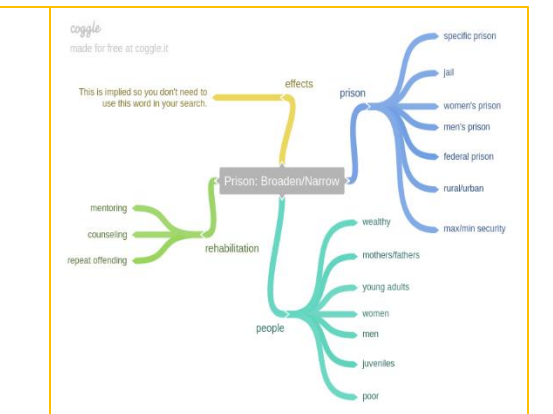 coggle
made for free at coggle.it
effects
This is implied so you don't need to
use this word in your search.
prison
specific prison
jail
women's prison
men's prison
federal prison
rural/urban
max/min security
Prison: Broaden/Narrow
rehabilitation
mentoring
counseling
repeat offending
people
wealthy
mothers/fathers
young adults
women
men
juveniles
poor